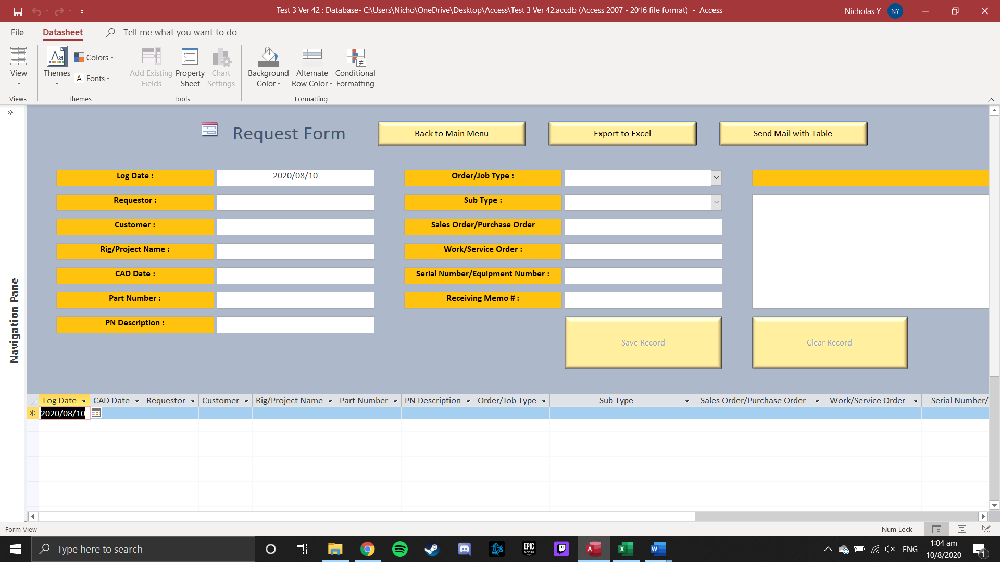 Test 3 Ver 42 : Database- C:\Users\Nicho\OneDrive\Desktop\Access\Test 3 Ver 42.accdb (Access 2007 - 2016 file format) - Access
Nicholas Y
NY
File
Datasheet
Tell me what you want to do
View
Aa
Themes
Colors
A
Fonts
Add Existing
Fields
Property
Sheet
Chart
Settings
Background
Color
Alternate
Row Color
Conditional
Formatting
Views
Themes
Tools
Formatting
Navigation Pane
Request Form
Back to Main Menu
Export to Excel
Send Mail with Table
Log Date :
2020/08/10
Order/Job Type :
Requestor :
Sub Type :
Customer :
Sales Order/Purchase Order
Rig/Project Name :
Work/Service Order :
CAD Date :
Serial Number/Equipment Number :
Part Number :
Receiving Memo # :
PN Description :
Save Record
Clear Record
Log Date
CAD Date
Requestor
Customer
Rig/Project Name
Part Number
PN Description
Order/Job Type
Sub Type
Sales Order/Purchase Order
Work/Service Order
Serial Number/
2020/08/10
Form View
Num Lock
Type here to search
EPIC
GAMES
A
X
W
ENG
1:04 am
10/8/2020
1